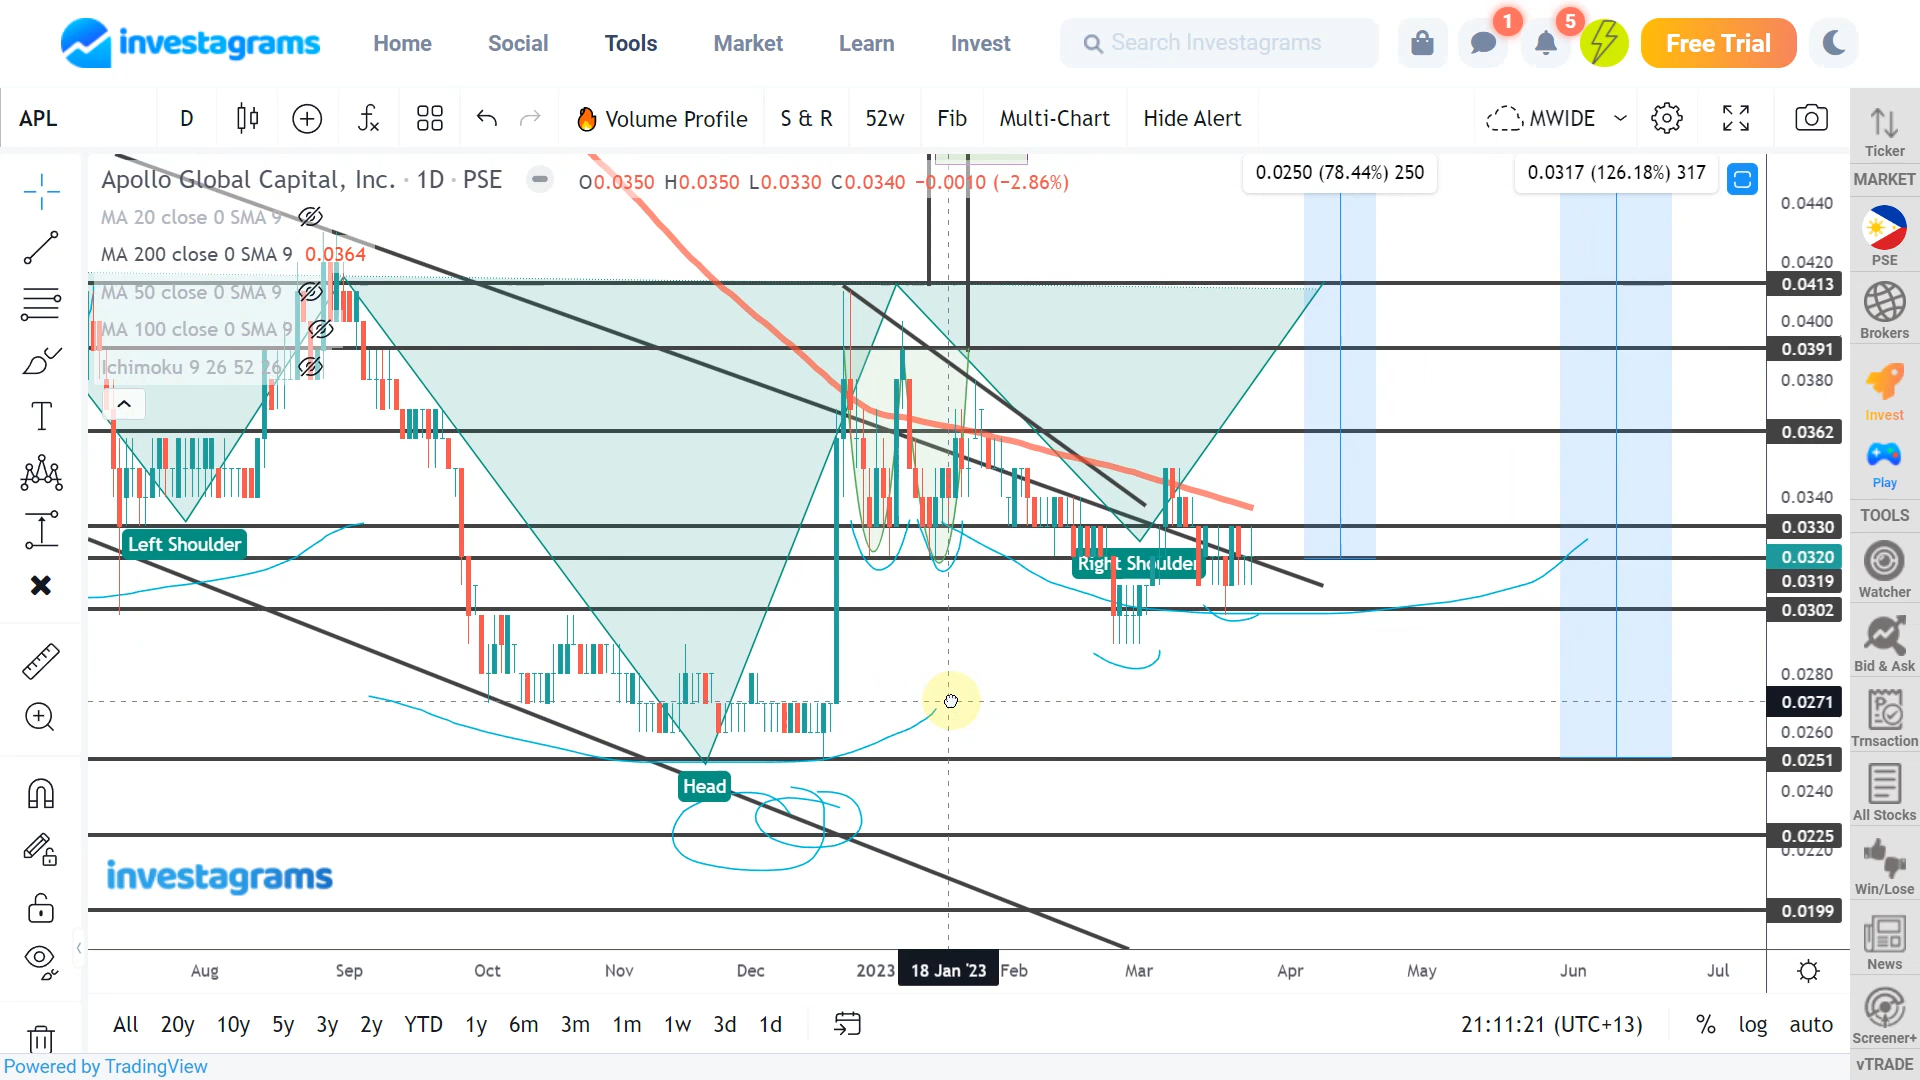 investagrams
Home
Social
Tools
Market
Learn
Invest
Search Investagrams
1
5
Free Trial
APL
D
Volume Profile
S & R
52w
Fib
Multi-Chart
Hide Alert
MWIDE
Ticker
MARKET
PSE
Brokers
Invest
Play
TOOLS
Watcher
Bid & Ask
Trnsaction
All Stocks
Win/Lose
News
Screener+
vTRADE
Apollo Global Capital, Inc. · 1D · PSE
O0.0350 H0.0350 L0.0330 C0.0340 −0.0010 (−2.86%)
MA 20 close 0 SMA 9
MA 200 close 0 SMA 9 0.0364
MA 50 close 0 SMA 9
MA 100 close 0 SMA 9
Ichimoku 9 26 52 26
0.0250 (78.44%) 250
0.0317 (126.18%) 317
0.0440
0.0420
0.0413
0.0400
0.0391
0.0380
0.0362
0.0340
0.0330
0.0320
0.0319
0.0302
0.0280
0.0271
0.0260
0.0251
0.0240
0.0225
0.0220
0.0199
Left Shoulder
Right Shoulder
Head
investagrams
Aug
Sep
Oct
Nov
Dec
2023
18 Jan '23
Feb
Mar
Apr
May
Jun
Jul
All
20y
10y
5y
3y
2y
YTD
1y
6m
3m
1m
1w
3d
1d
21:11:21 (UTC+13)
%
log
auto
Powered by TradingView